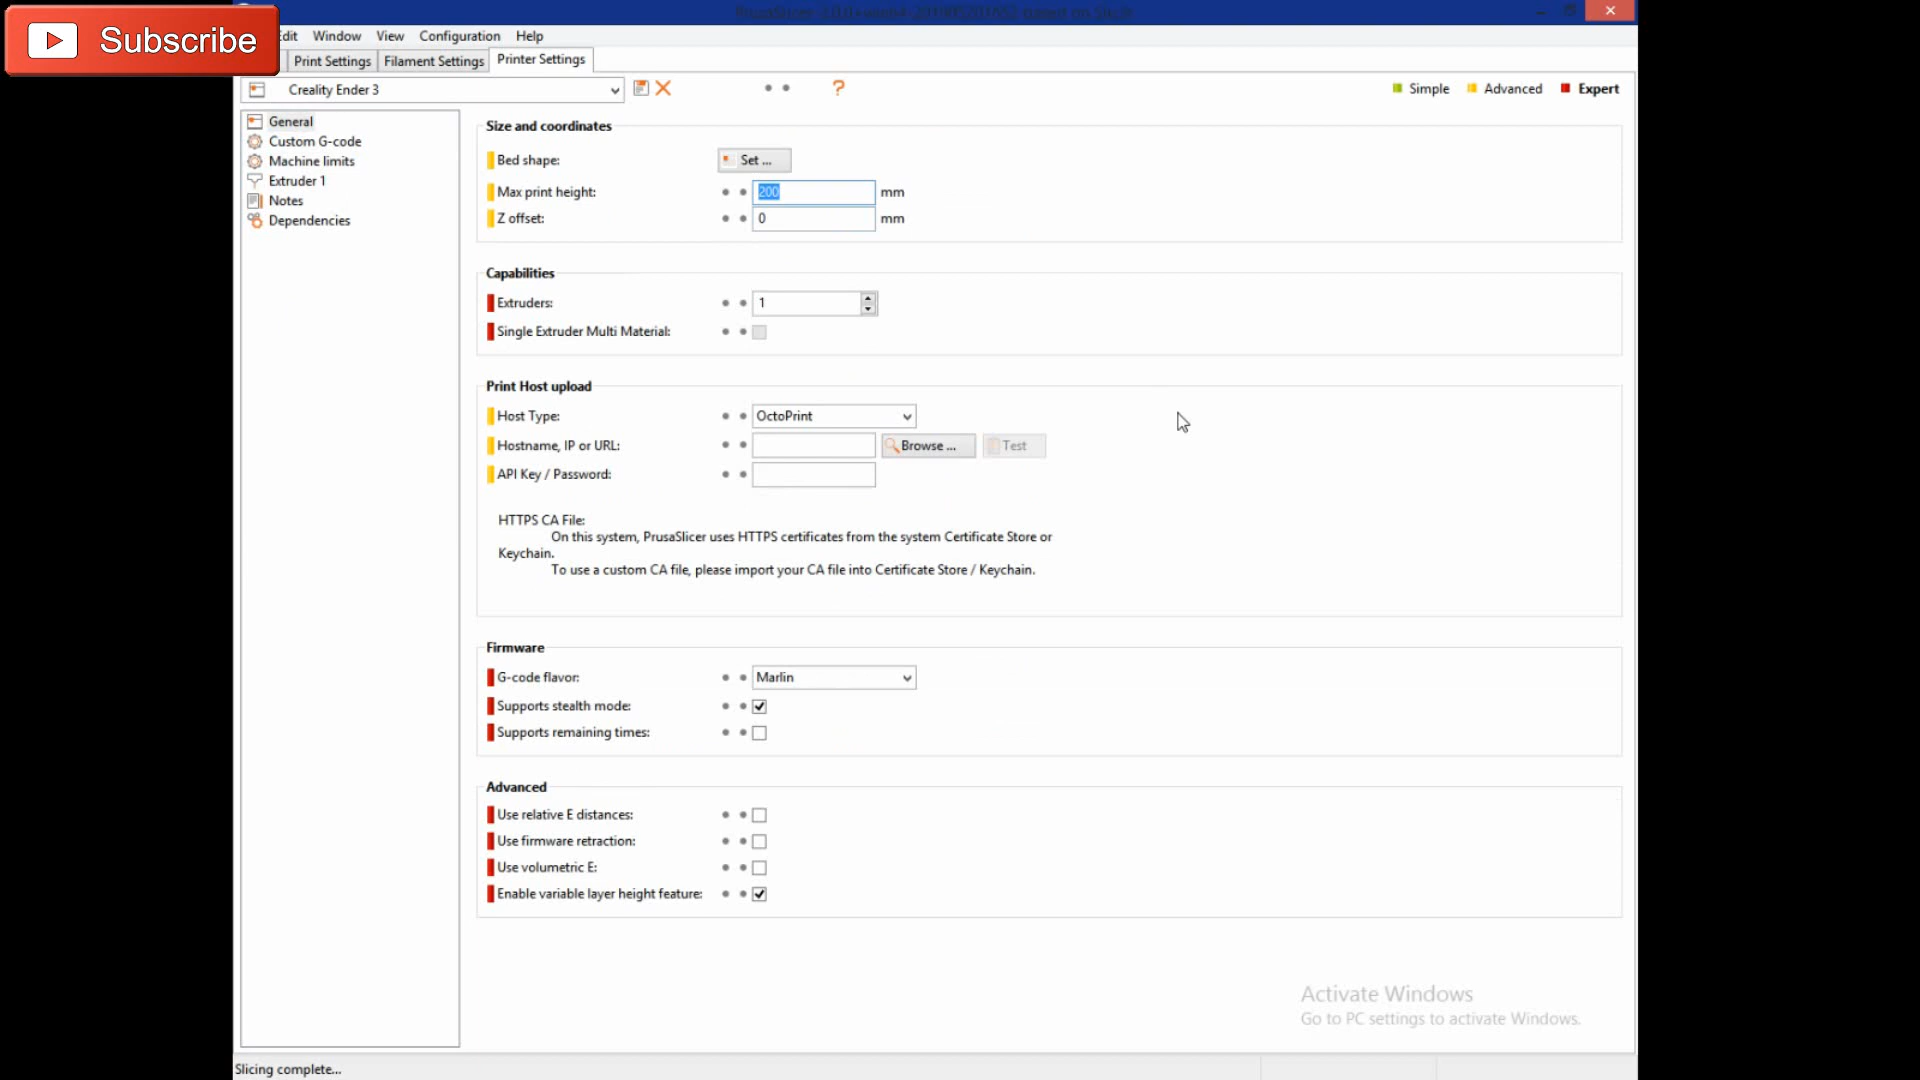 Subscribe
Edit Window View Configuration Help
Print Settings Filament Settings Printer Settings
Creality Ender 3 ? Simple Advanced Expert
General
Custom G-code
Machine limits
Extruder 1
Notes
Dependencies
Size and coordinates
Bed shape: Set ...
Max print height: 200 mm
Z offset: 0 mm
Capabilities
Extruders: 1
Single Extruder Multi Material:
Print Host upload
Host Type: OctoPrint
Hostname, IP or URL: Browse ... Test
API Key / Password:
HTTPS CA File:
On this system, PrusaSlicer uses HTTPS certificates from the system Certificate Store or
Keychain.
To use a custom CA file, please import your CA file into Certificate Store / Keychain.
Firmware
G-code flavor: Marlin
Supports stealth mode:
Supports remaining times:
Advanced
Use relative E distances:
Use firmware retraction:
Use volumetric E:
Enable variable layer height feature:
Activate Windows
Go to PC settings to activate Windows.
Slicing complete...